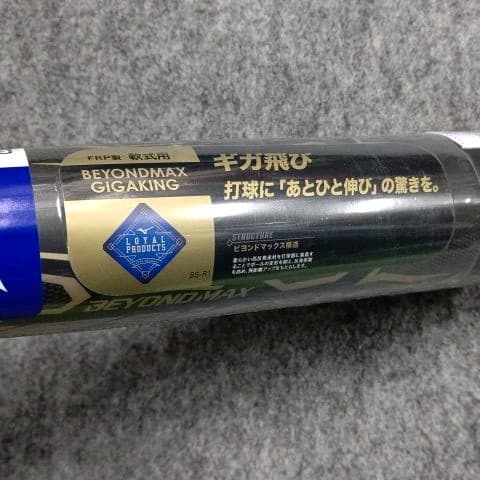 FRP製 軟式用
BEYONDMAX
GIGAKING
ギガ飛び
打球に「あとひと伸び」の驚きを。
LOYAL
PRODUCTS
BS-R1
STRUCTURE
ビヨンドマックス構造
BEYONDMAX